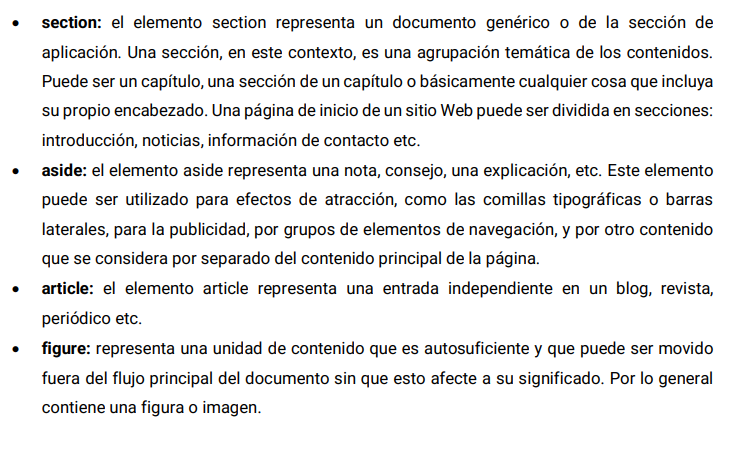 • section: el elemento section representa un documento genérico o de la sección de
aplicación. Una sección, en este contexto, es una agrupación temática de los contenidos.
Puede ser un capítulo, una sección de un capítulo o básicamente cualquier cosa que incluya
su propio encabezado. Una página de inicio de un sitio Web puede ser dividida en secciones:
introducción, noticias, información de contacto etc.
• aside: el elemento aside representa una nota, consejo, una explicación, etc. Este elemento
puede ser utilizado para efectos de atracción, como las comillas tipográficas o barras
laterales, para la publicidad, por grupos de elementos de navegación, y por otro contenido
que se considera por separado del contenido principal de la página.
• article: el elemento article representa una entrada independiente en un blog, revista,
periódico etc.
• figure: representa una unidad de contenido que es autosuficiente y que puede ser movido
fuera del flujo principal del documento sin que esto afecte a su significado. Por lo general
contiene una figura o imagen.